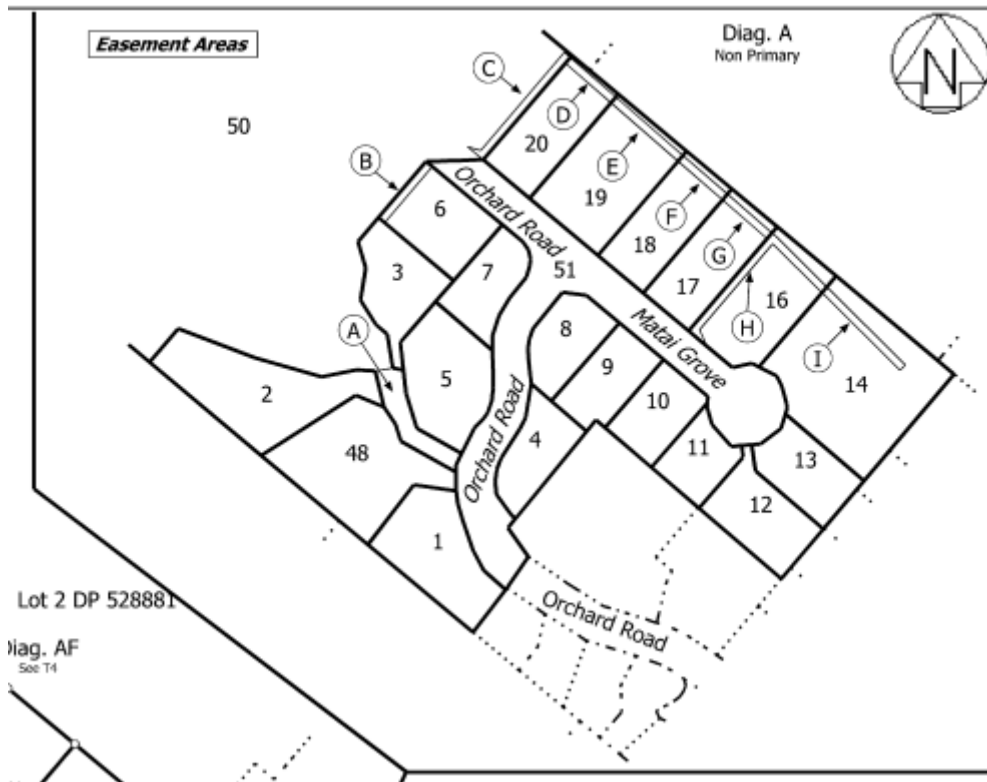 Easement Areas
Diag. A
Non Primary
N
C
50
D
20
B
E
19
Orchard Road
6
F
18
G
3
7
51
17
16
H
Matai Grove
I
A
8
14
9
2
5
10
Orchard Road
4
11
48
13
12
1
Lot 2 DP 528881
Orchard Road
Diag. AF
See T4